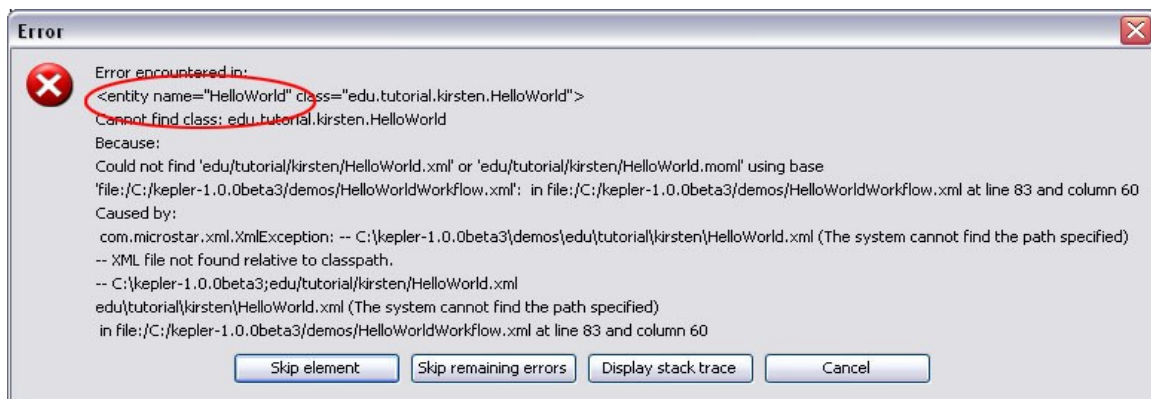 Error
Error encountered in:
<entity name="HelloWorld" class="edu.tutorial.kirsten.HelloWorld">
Cannot find class: edu.tutorial.kirsten.HelloWorld
Because:
Could not find 'edu/tutorial/kirsten/HelloWorld.xml' or 'edu/tutorial/kirsten/HelloWorld.moml' using base
'file:/C:/kepler-1.0.0beta3/demos/HelloWorldWorkflow.xml': in file:/C:/kepler-1.0.0beta3/demos/HelloWorldWorkflow.xml at line 83 and column 60
Caused by:
com.microstar.xml.XmlException: -- C:\kepler-1.0.0beta3\demos\edu\tutorial\kirsten\HelloWorld.xml (The system cannot find the path specified)
-- XML file not found relative to classpath.
-- C:\kepler-1.0.0beta3;edu/tutorial/kirsten/HelloWorld.xml
edu\tutorial\kirsten\HelloWorld.xml (The system cannot find the path specified)
in file:/C:/kepler-1.0.0beta3/demos/HelloWorldWorkflow.xml at line 83 and column 60
Skip element Skip remaining errors Display stack trace Cancel